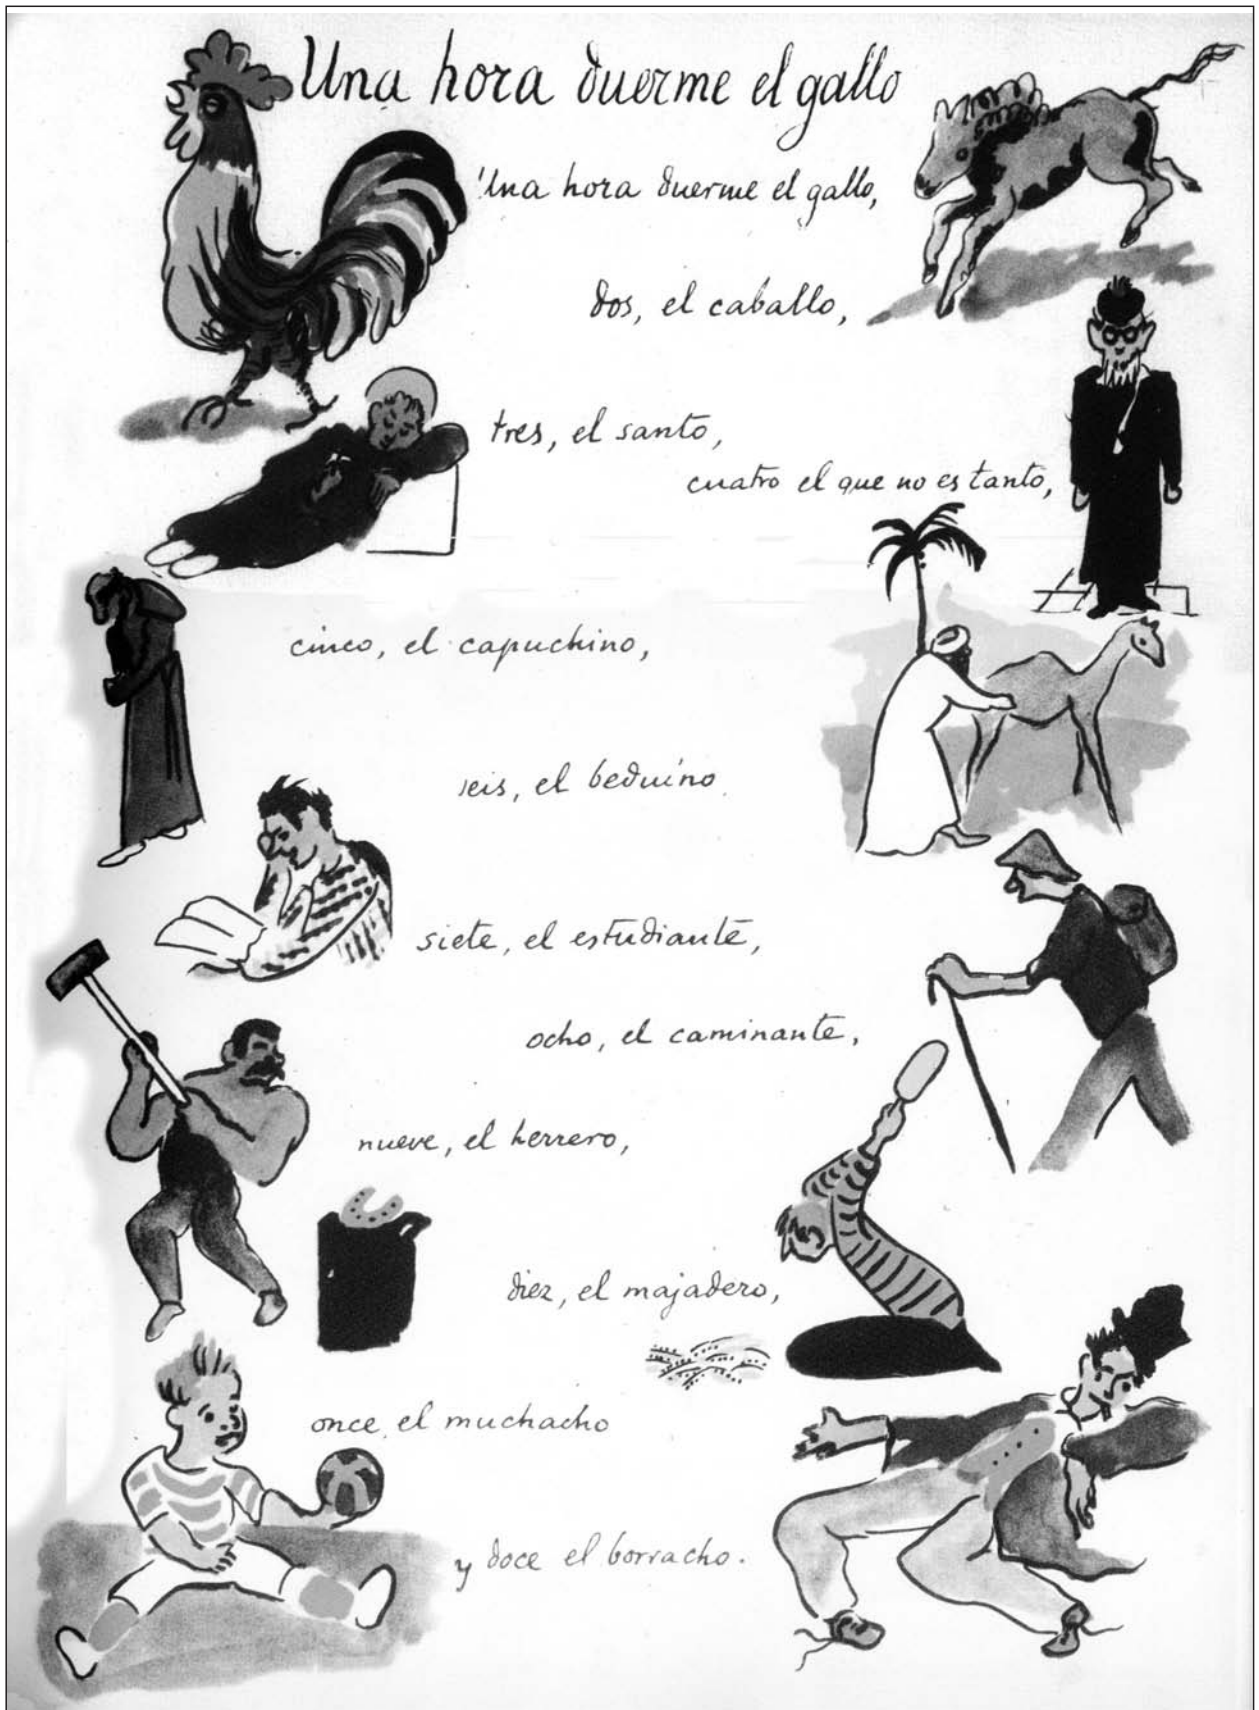 Una hora duerme el gallo
Una hora duerme el gallo,
dos, el caballo,
tres, el santo,
cuatro el que no es tanto,
cinco, el capuchino,
seis, el beduino.
siete, el estudiante,
ocho, el caminante,
nueve, el herrero,
diez, el majadero,
once, el muchacho
y doce el borracho.